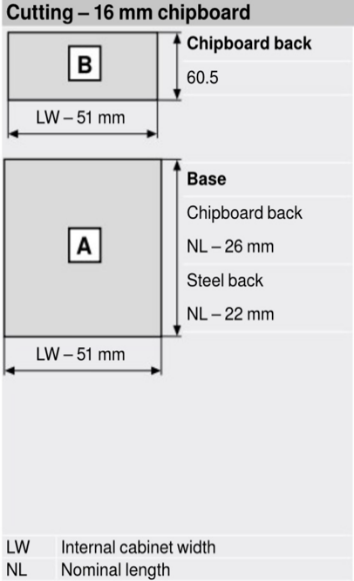 Cutting – 16 mm chipboard
B
Chipboard back
60.5
LW – 51 mm
A
Base
Chipboard back
NL – 26 mm
Steel back
NL – 22 mm
LW – 51 mm
LW Internal cabinet width
NL Nominal length